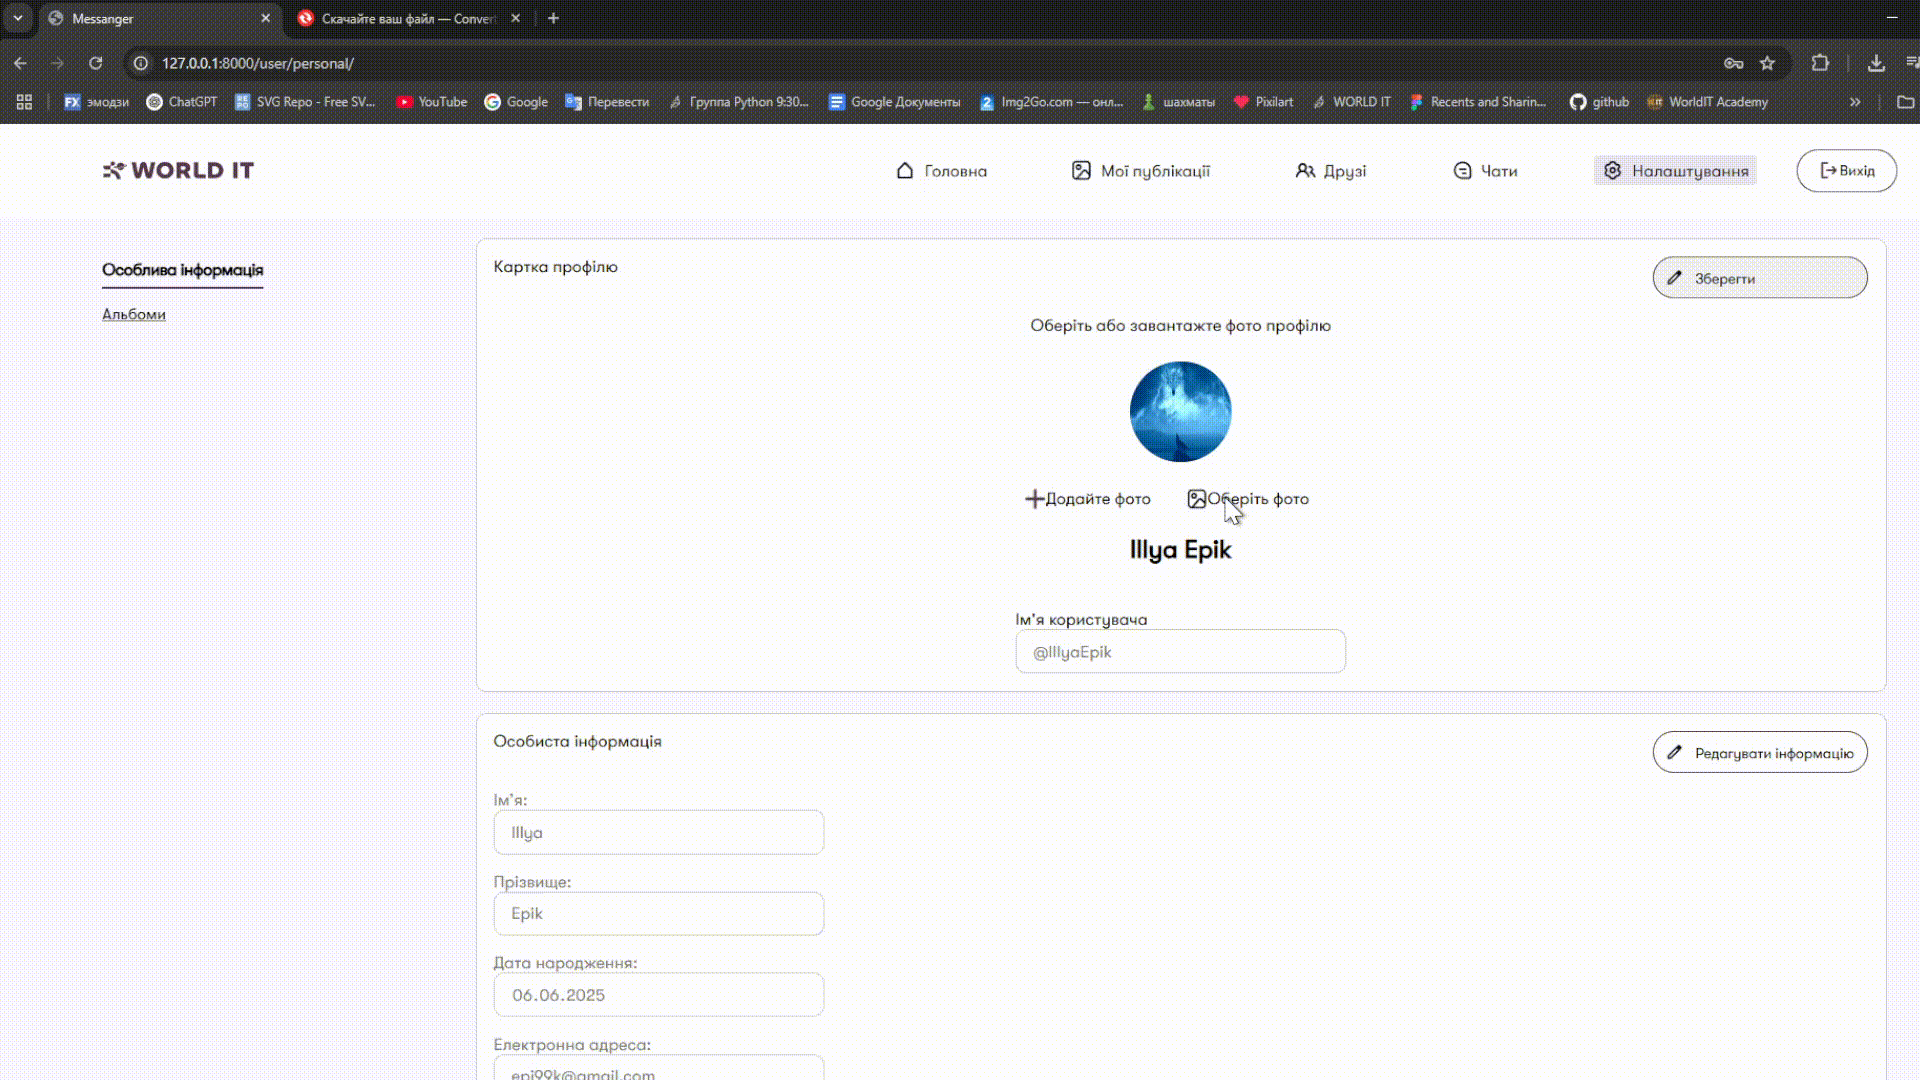 Messanger
Скачайте ваш файл — Conver
127.0.0.1:8000/user/personal/
FX эмодзи
ChatGPT
SVG Repo - Free SV...
YouTube
Google
Перевести
Группа Python 9:30...
Google Документы
2 Img2Go.com — онл...
шахматы
Pixilart
WORLD IT
Recents and Sharin...
github
WorldIT Academy
WORLD IT
Головна
Мої публікації
Друзі
Чати
Налаштування
Вихід
Особлива інформація
Альбоми
Картка профілю
Зберегти
Оберіть або завантажте фото профілю
Додайте фото
Оберіть фото
Illya Epik
Ім'я користувача
@IllyaEpik
Особиста інформація
Редагувати інформацію
Ім'я:
Illya
Прізвище:
Epik
Дата народження:
06.06.2025
Електронна адреса:
epi99k@gmail.com